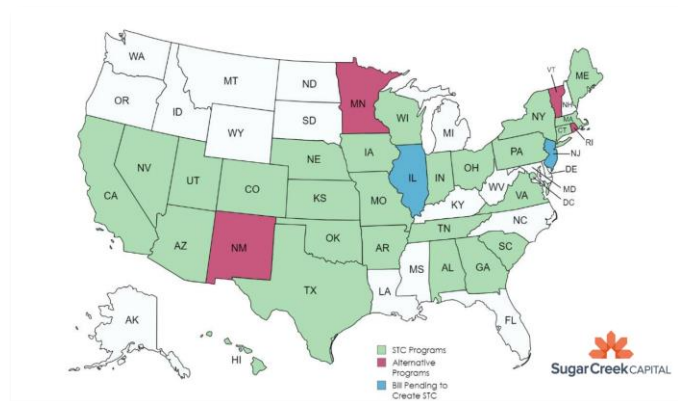 WA
MT
ND
MN
VT
ME
OR
ID
SD
WI
MI
NY
NH
MA
CT
RI
WY
NE
IA
PA
NJ
NV
UT
CO
IL
IN
OH
DE
CA
KS
MO
KY
WV
VA
MD
DC
AZ
NM
OK
AR
TN
NC
SC
TX
LA
MS
AL
GA
FL
AK
HI
STC Programs
Alternative
Programs
Bill Pending to
Create STC
SugarCreekCAPITAL